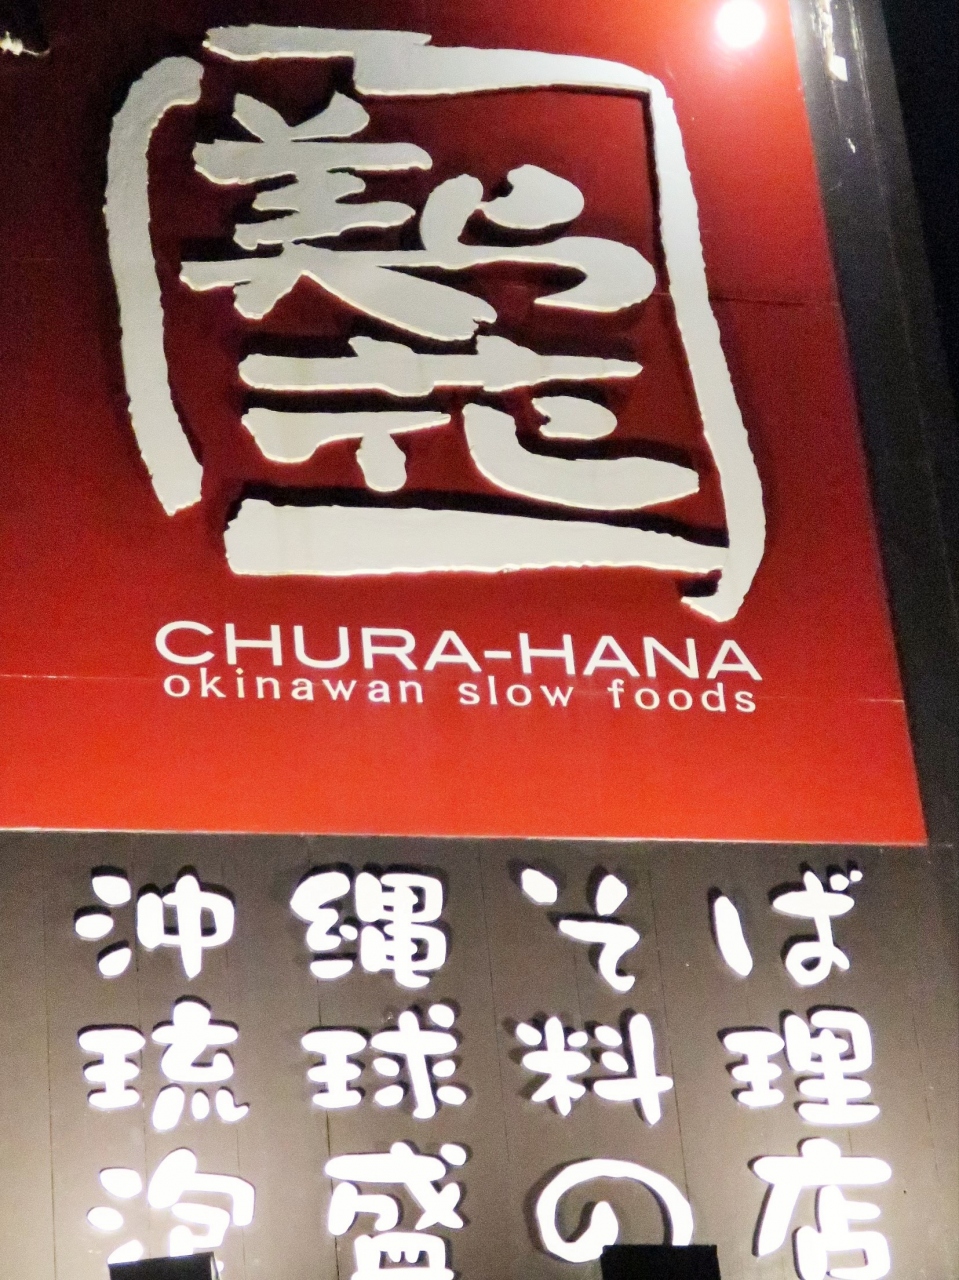 美ら花
CHURA-HANA
okinawan slow foods
沖縄そば
琉球料理
泡盛の店